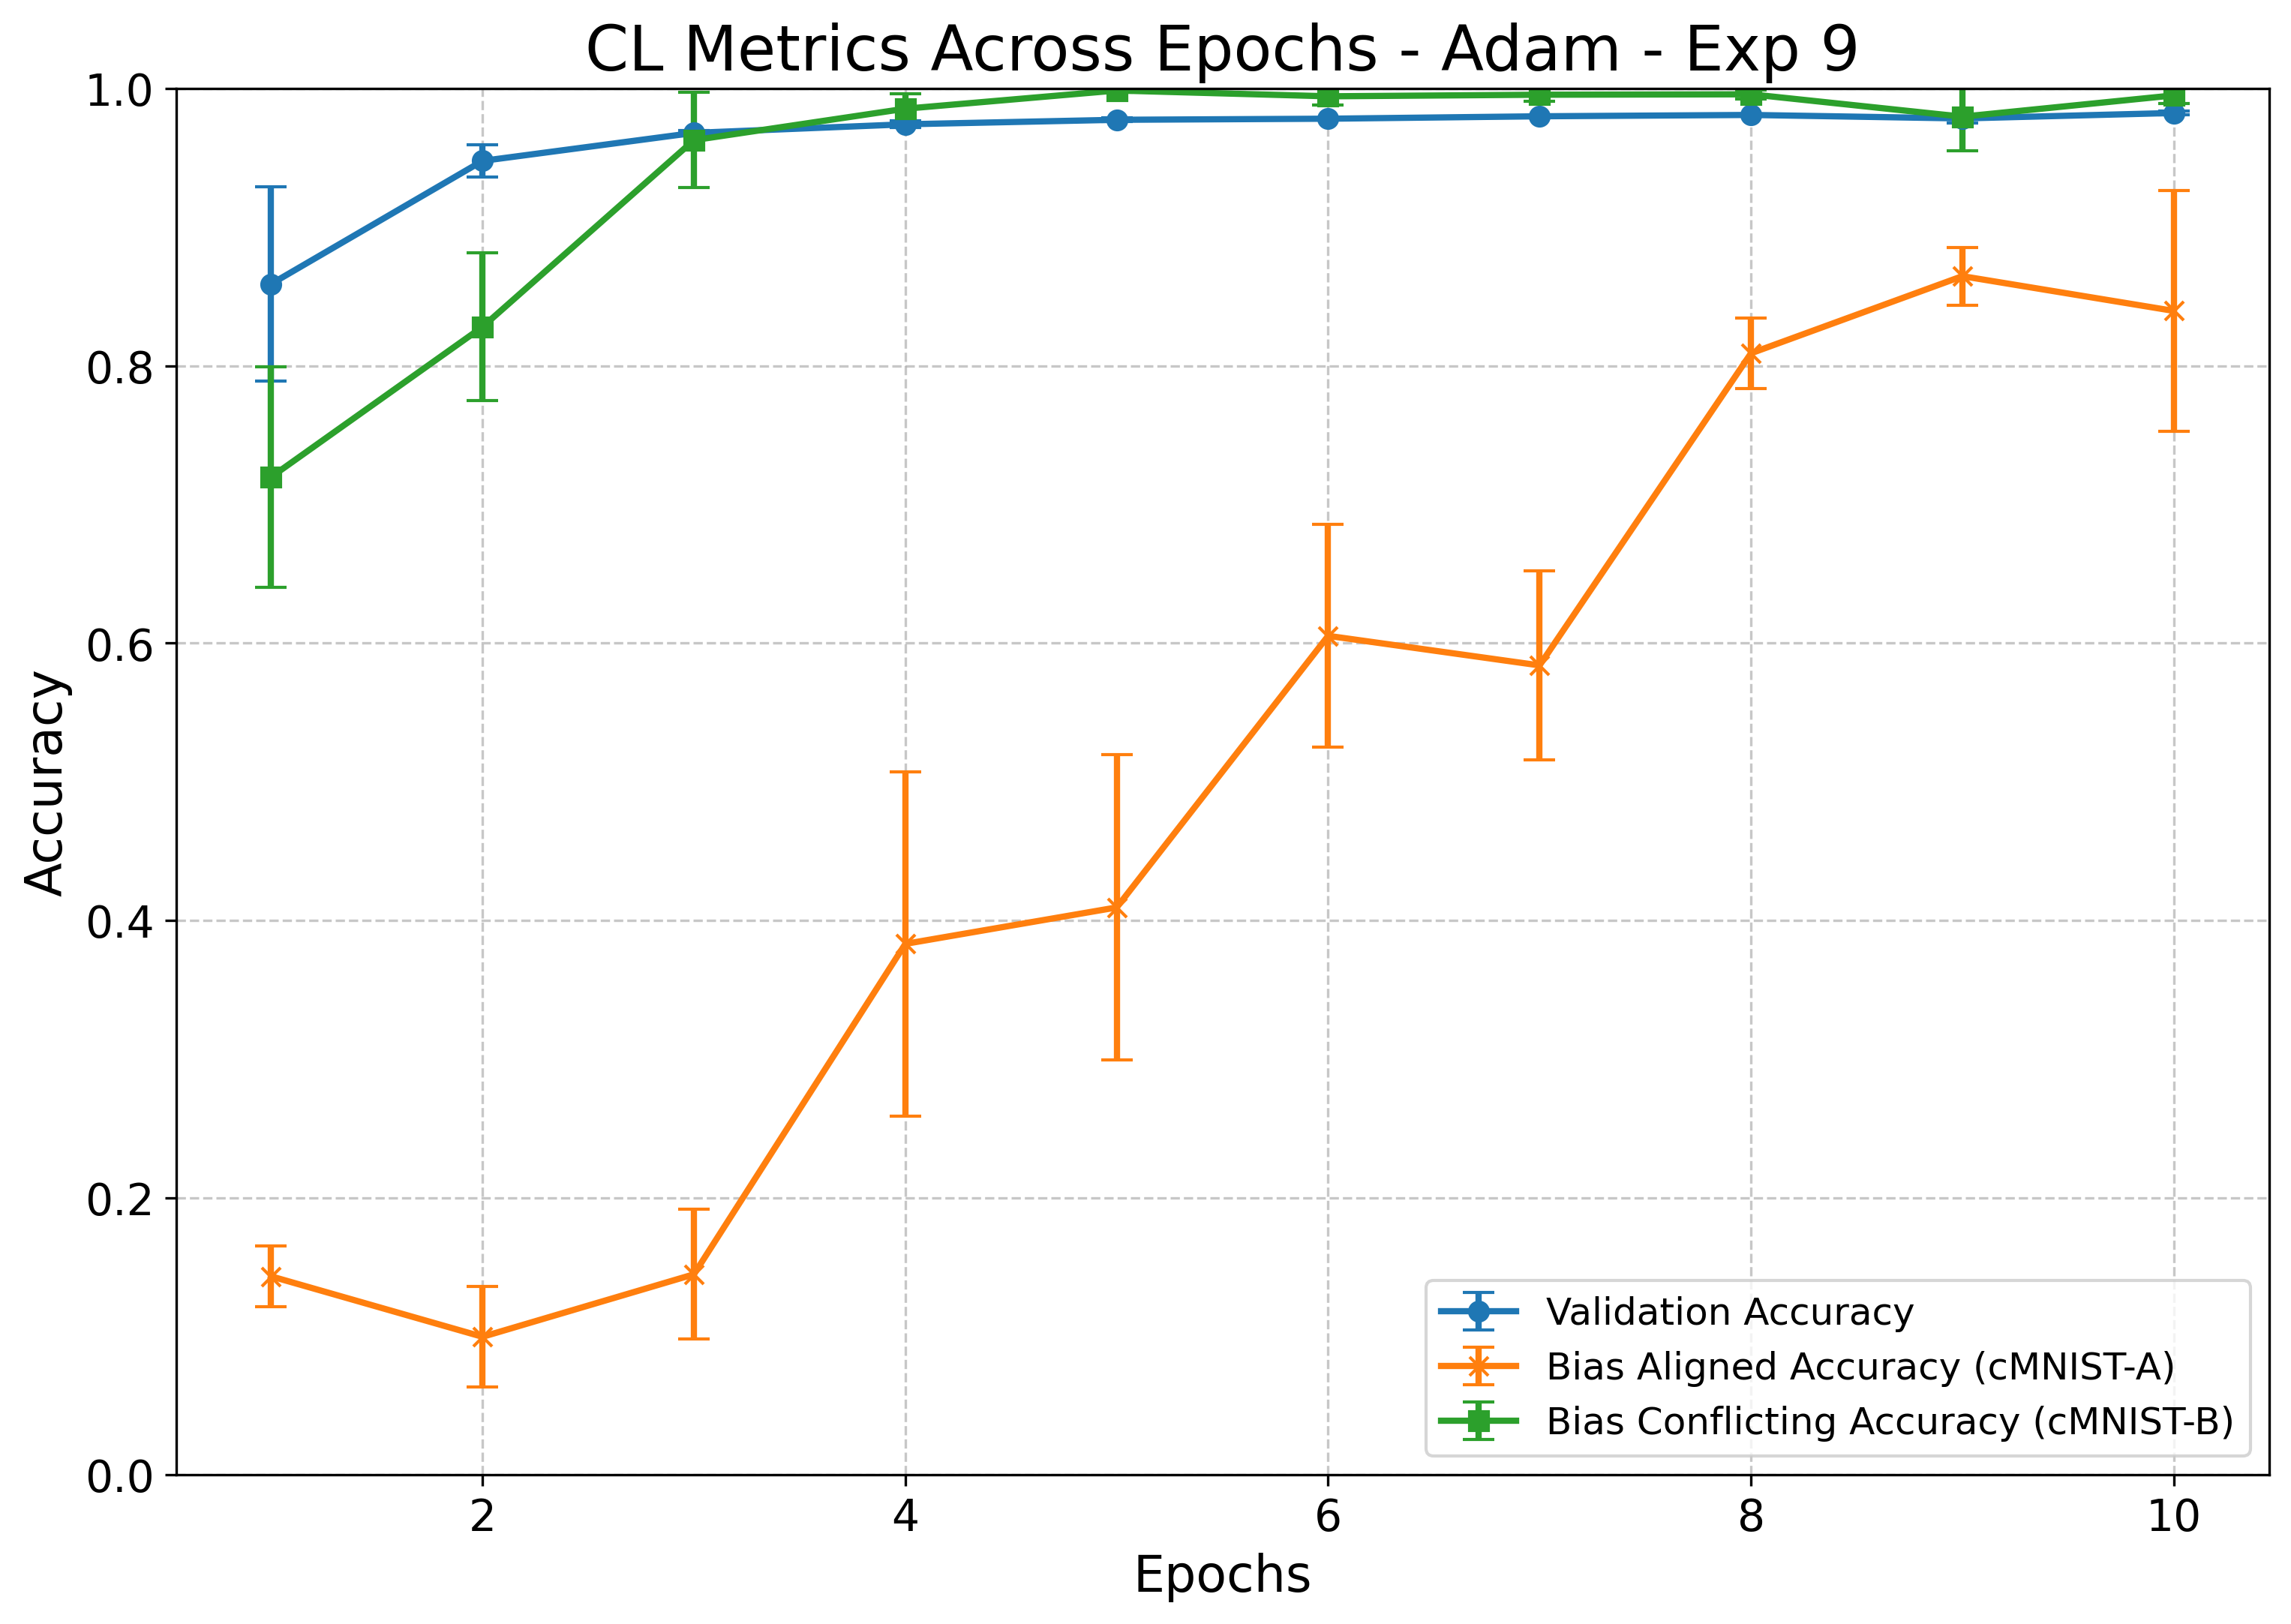 CL Metrics Across Epochs - Adam - Exp 9
1.0
0.8
0.6
0.4
0.2
0.0
Accuracy
2 4 6 8 10
Epochs
Validation Accuracy
Bias Aligned Accuracy (cMNIST-A)
Bias Conflicting Accuracy (cMNIST-B)